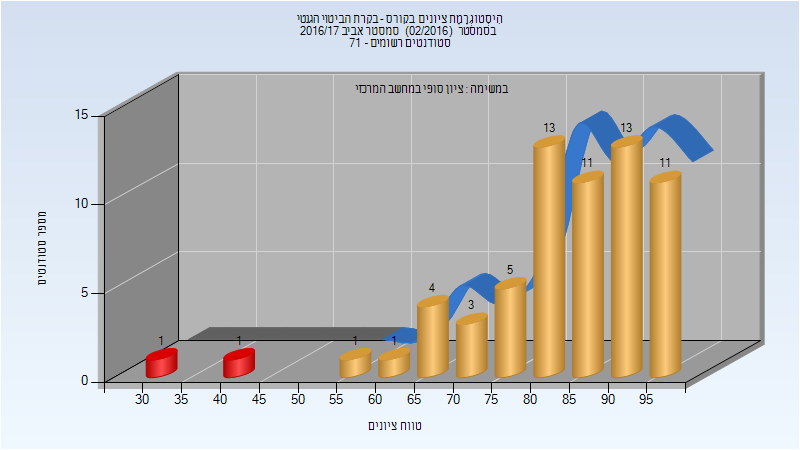 היסטוגרמת ציונים בקורס - בקרת הביטוי הגנטי
בסמסטר (02/2016) סמסטר אביב 2016/17
סטודנטים רשומים - 71
במשימה : ציון סופי במחשב המרכזי
מספר סטודנטים
15
10
5
0
1
1
1
1
4
3
5
13
11
13
11
30 35 40 45 50 55 60 65 70 75 80 85 90 95
טווח ציונים